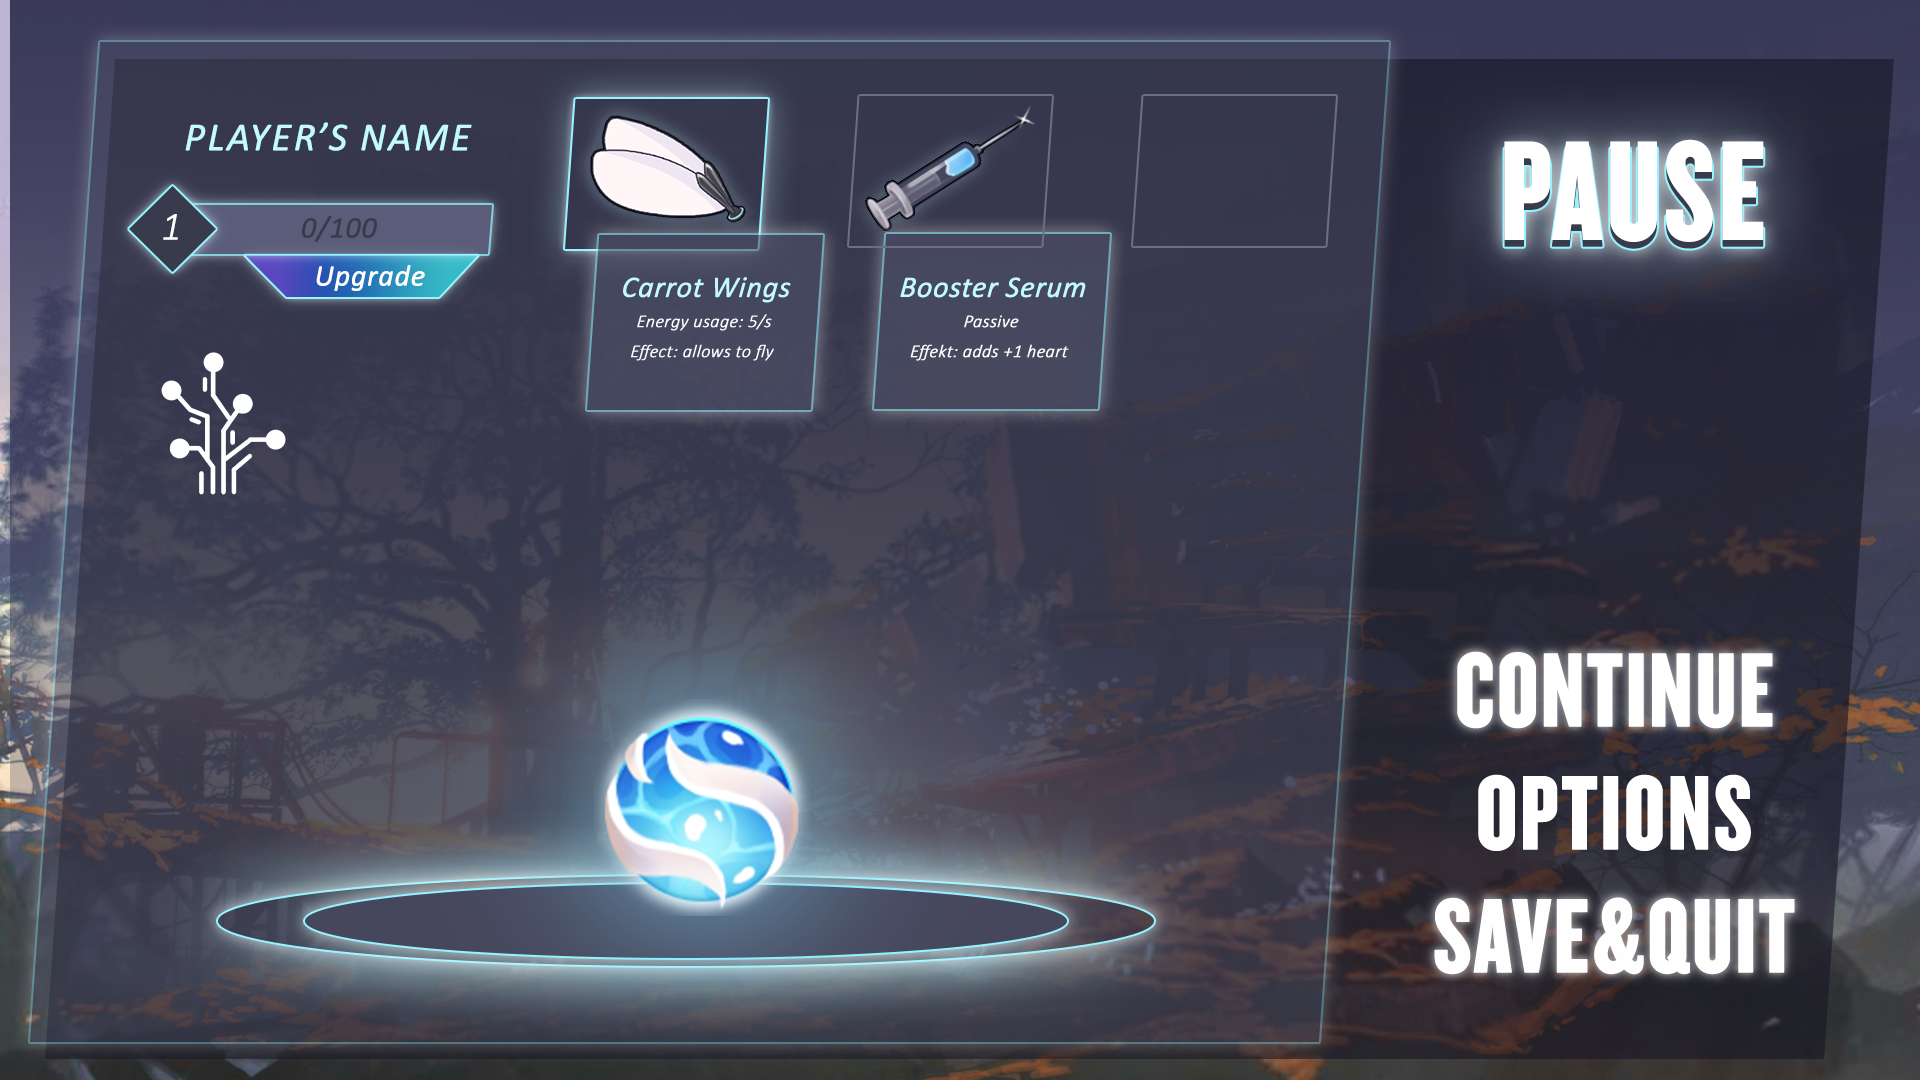 PLAYER’S NAME
1
0/100
Upgrade
Carrot Wings
Energy usage: 5/s
Effect: allows to fly
Booster Serum
Passive
Effekt: adds +1 heart
PAUSE
CONTINUE
OPTIONS
SAVE&QUIT